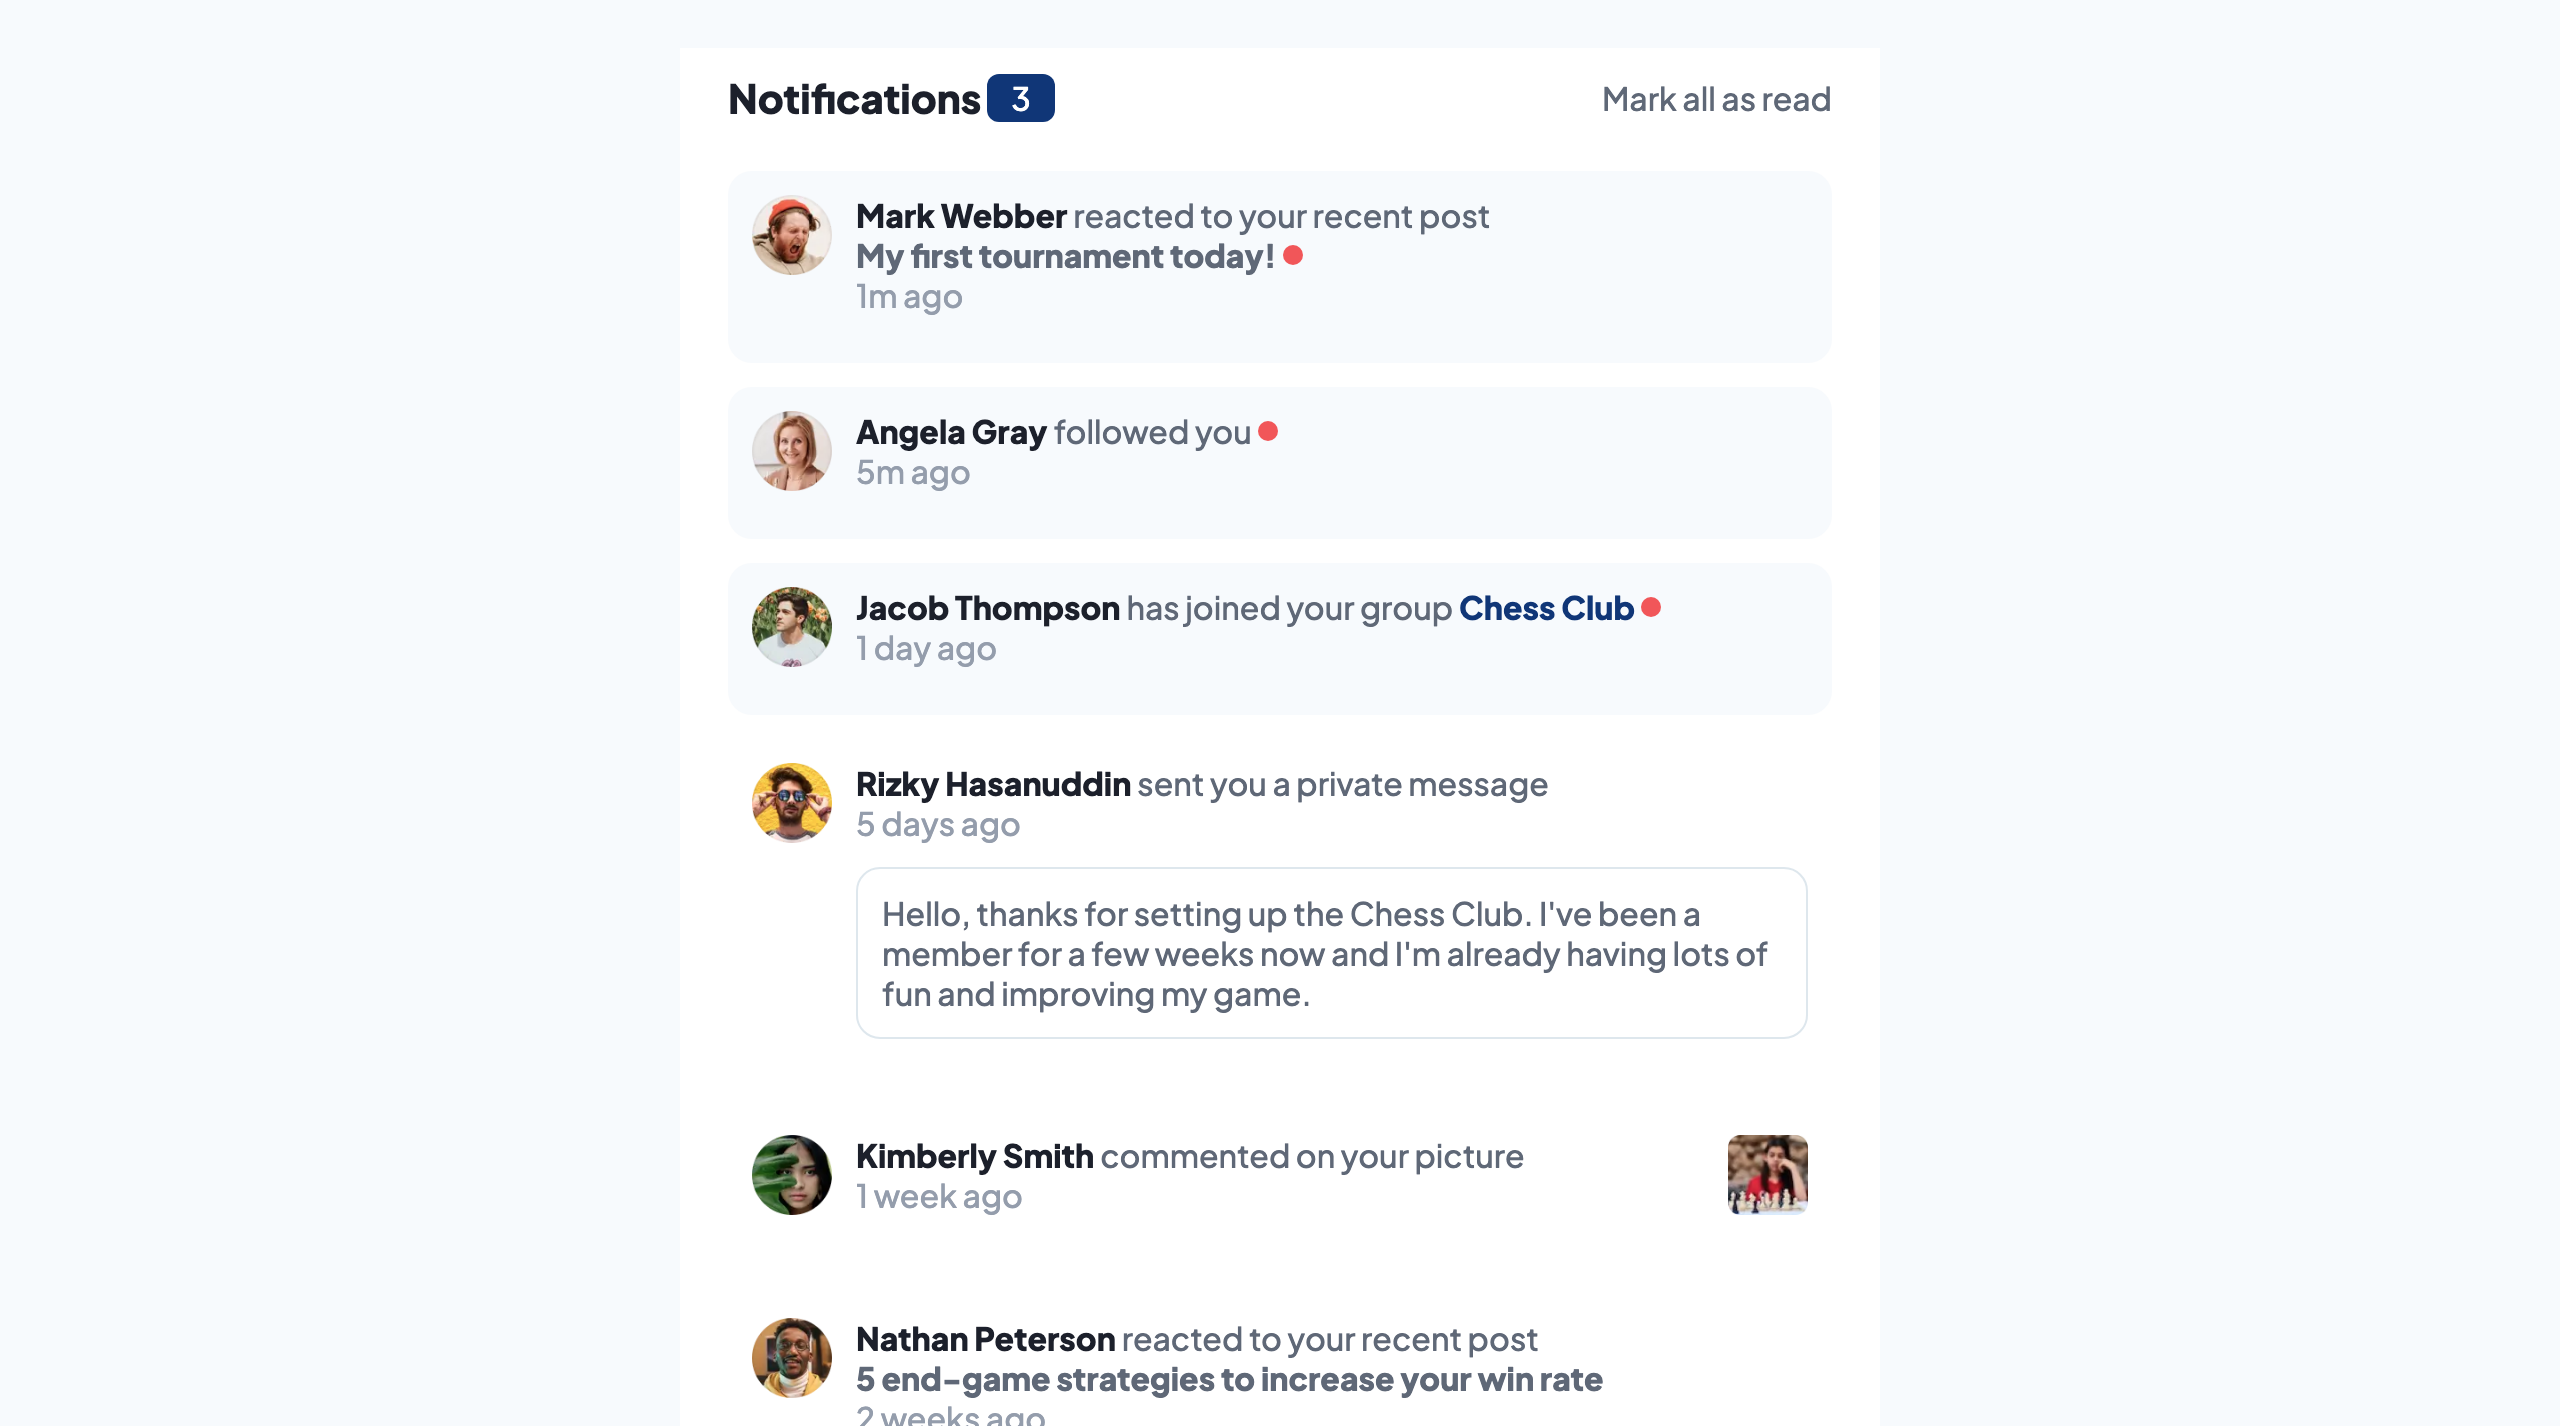 Notifications 3
Mark all as read
Mark Webber reacted to your recent post
My first tournament today!
1m ago
Angela Gray followed you
5m ago
Jacob Thompson has joined your group Chess Club
1 day ago
Rizky Hasanuddin sent you a private message
5 days ago
Hello, thanks for setting up the Chess Club. I've been a
member for a few weeks now and I'm already having lots of
fun and improving my game.
Kimberly Smith commented on your picture
1 week ago
Nathan Peterson reacted to your recent post
5 end-game strategies to increase your win rate
2 weeks ago